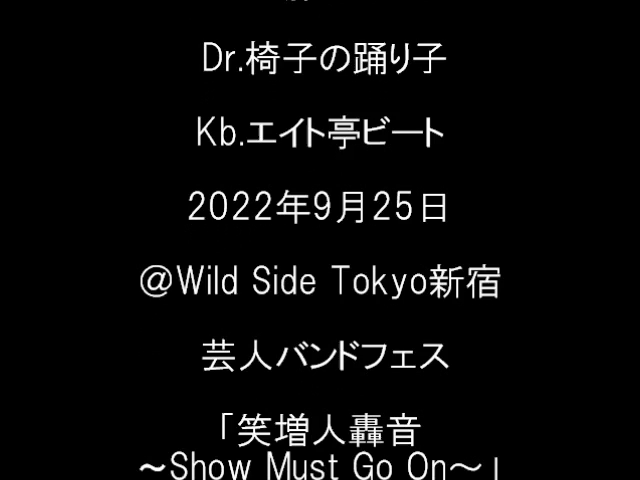 Dr.椅子の踊り子
Kb.エイト亭ビート
2022年9月25日
@Wild Side Tokyo新宿
芸人バンドフェス
「笑増人轟音
～Show Must Go On～」